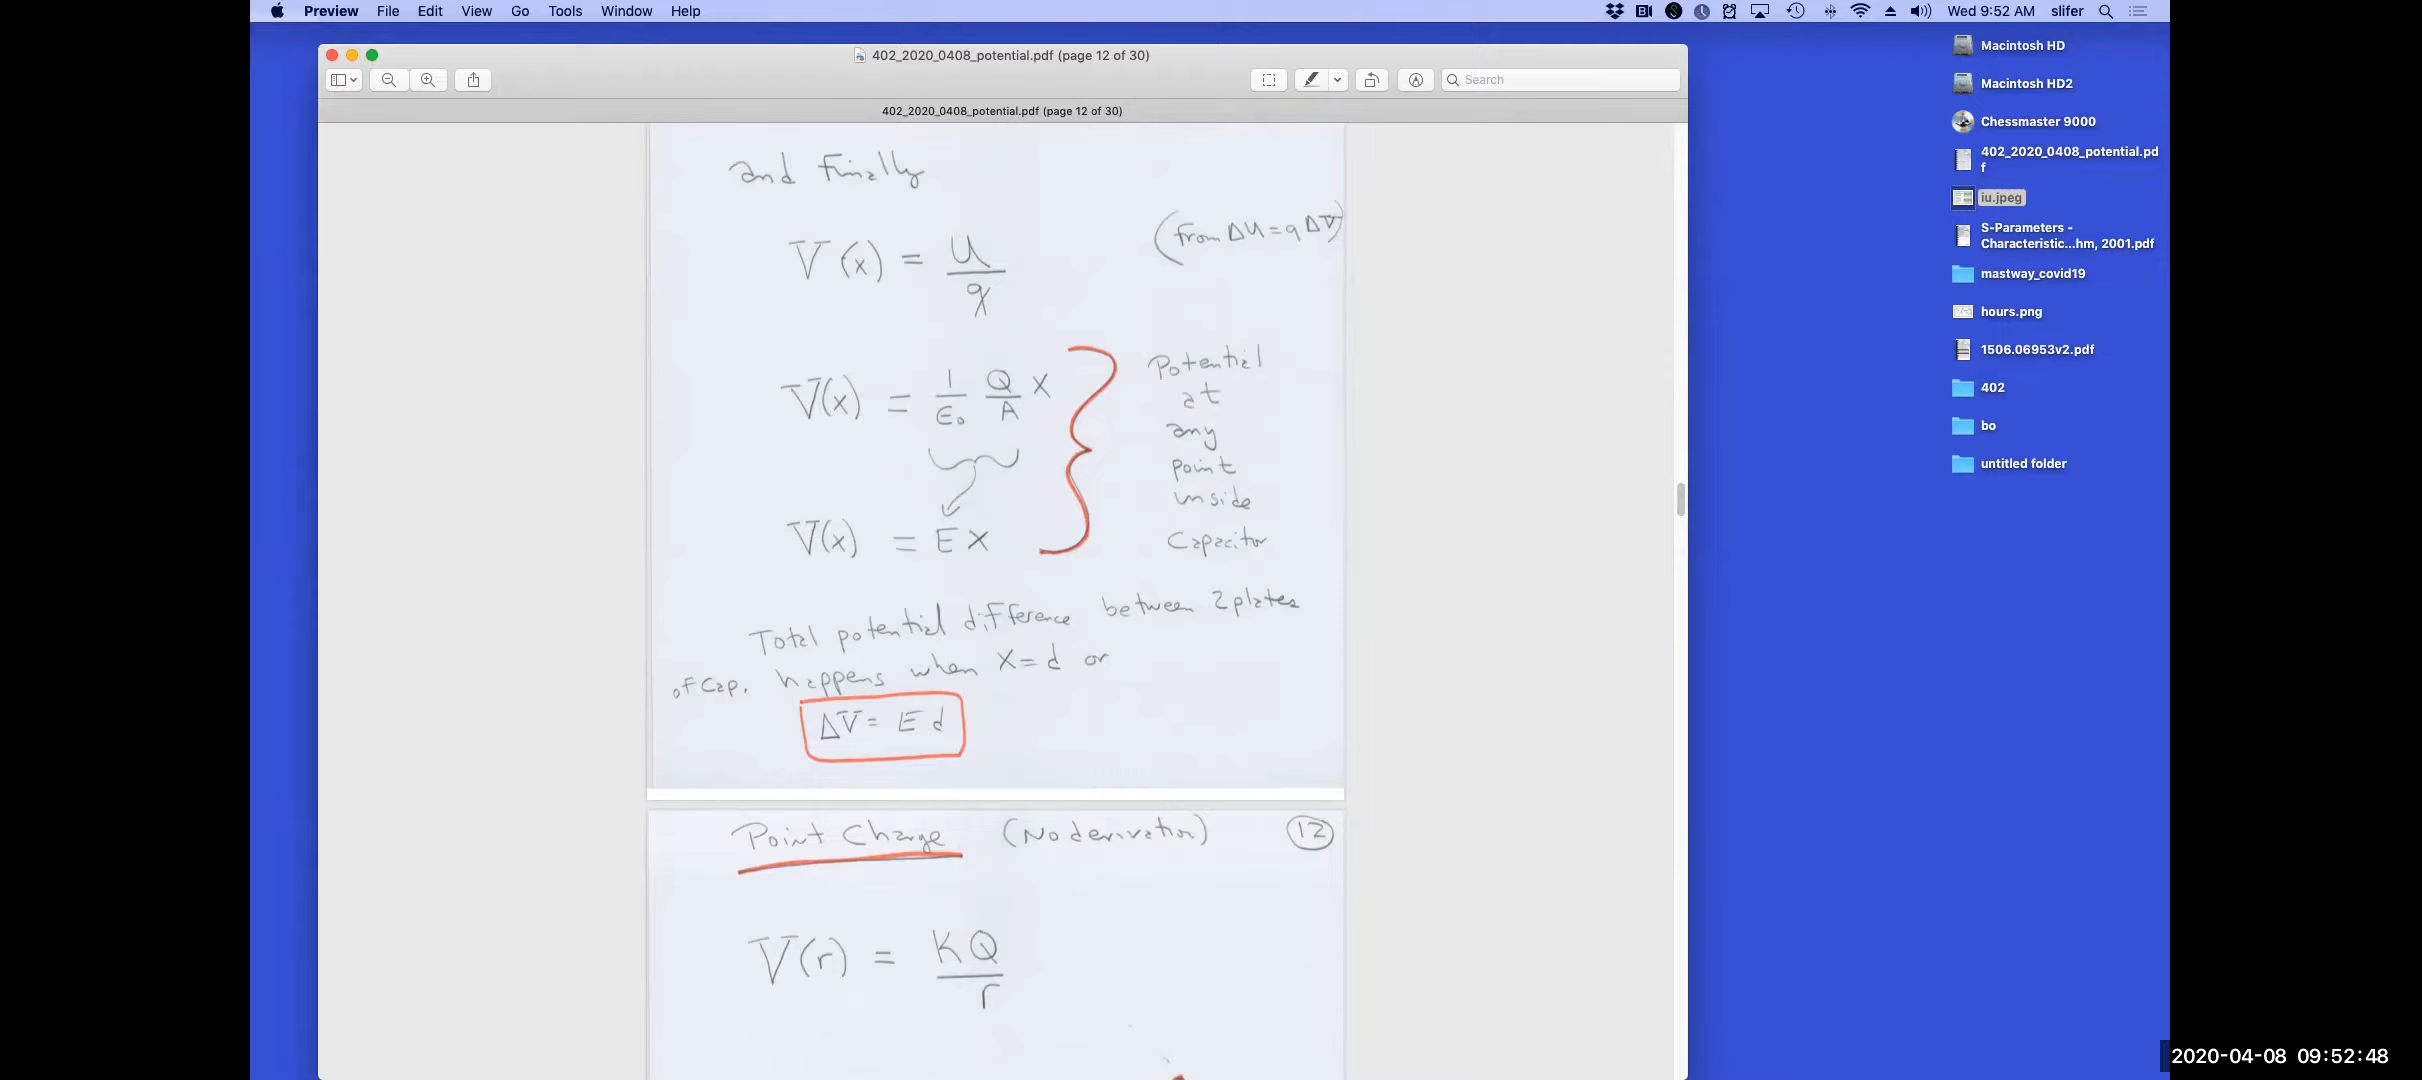 Preview File Edit View Go Tools Window Help
Wed 9:52 AM slifer
402_2020_0408_potential.pdf (page 12 of 30)
Search
402_2020_0408_potential.pdf (page 12 of 30)
and Finally
V(x) = U / q (from ΔU = q ΔV)
V(x) = 1/ε₀ Q/A x
Potential
at
any
point
inside
Capacitor
V(x) = E x
Total potential difference between 2 plates
of Cap. happens when X = d or
ΔV = E d
Point Charge (No derivation) 12
V(r) = KQ / r
Macintosh HD
Macintosh HD2
Chessmaster 9000
402_2020_0408_potential.pd
f
iu.jpeg
S-Parameters -
Characteristic...hm, 2001.pdf
mastway_covid19
hours.png
1506.06953v2.pdf
402
bo
untitled folder
2020-04-08 09:52:48